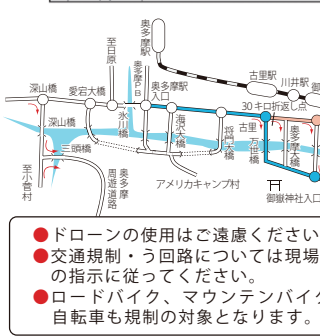 至日原
奥多摩駅
奥多摩PB
奥多摩駅
入口
古里駅
川井駅
御
深山橋
愛宕大橋
氷川橋
海沢大橋
将門大橋
30キロ折返し点
古里
万世橋
奥多摩大橋
深山橋
三頭橋
至小菅村
奥多摩
周遊道路
アメリカキャンプ村
御嶽神社入口
●ドローンの使用はご遠慮ください
●交通規制・う回路については現場
の指示に従ってください。
●ロードバイク、マウンテンバイク
自転車も規制の対象となります。